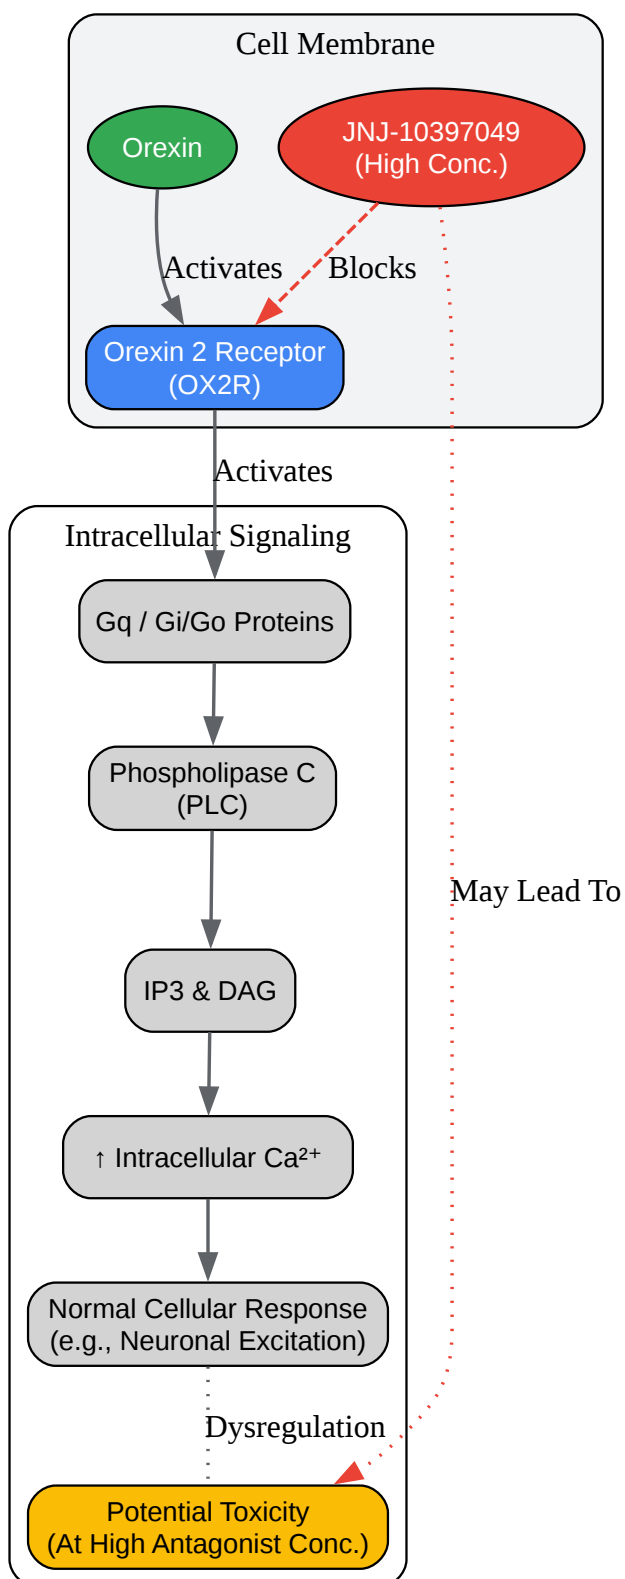 Cell Membrane
Orexin
JNJ-10397049
(High Conc.)
Activates
Blocks
Orexin 2 Receptor
(OX2R)
Activates
Intracellular Signaling
Gq / Gi/Go Proteins
Phospholipase C
(PLC)
May Lead To
IP3 & DAG
↑ Intracellular Ca²⁺
Normal Cellular Response
(e.g., Neuronal Excitation)
Dysregulation
Potential Toxicity
(At High Antagonist Conc.)